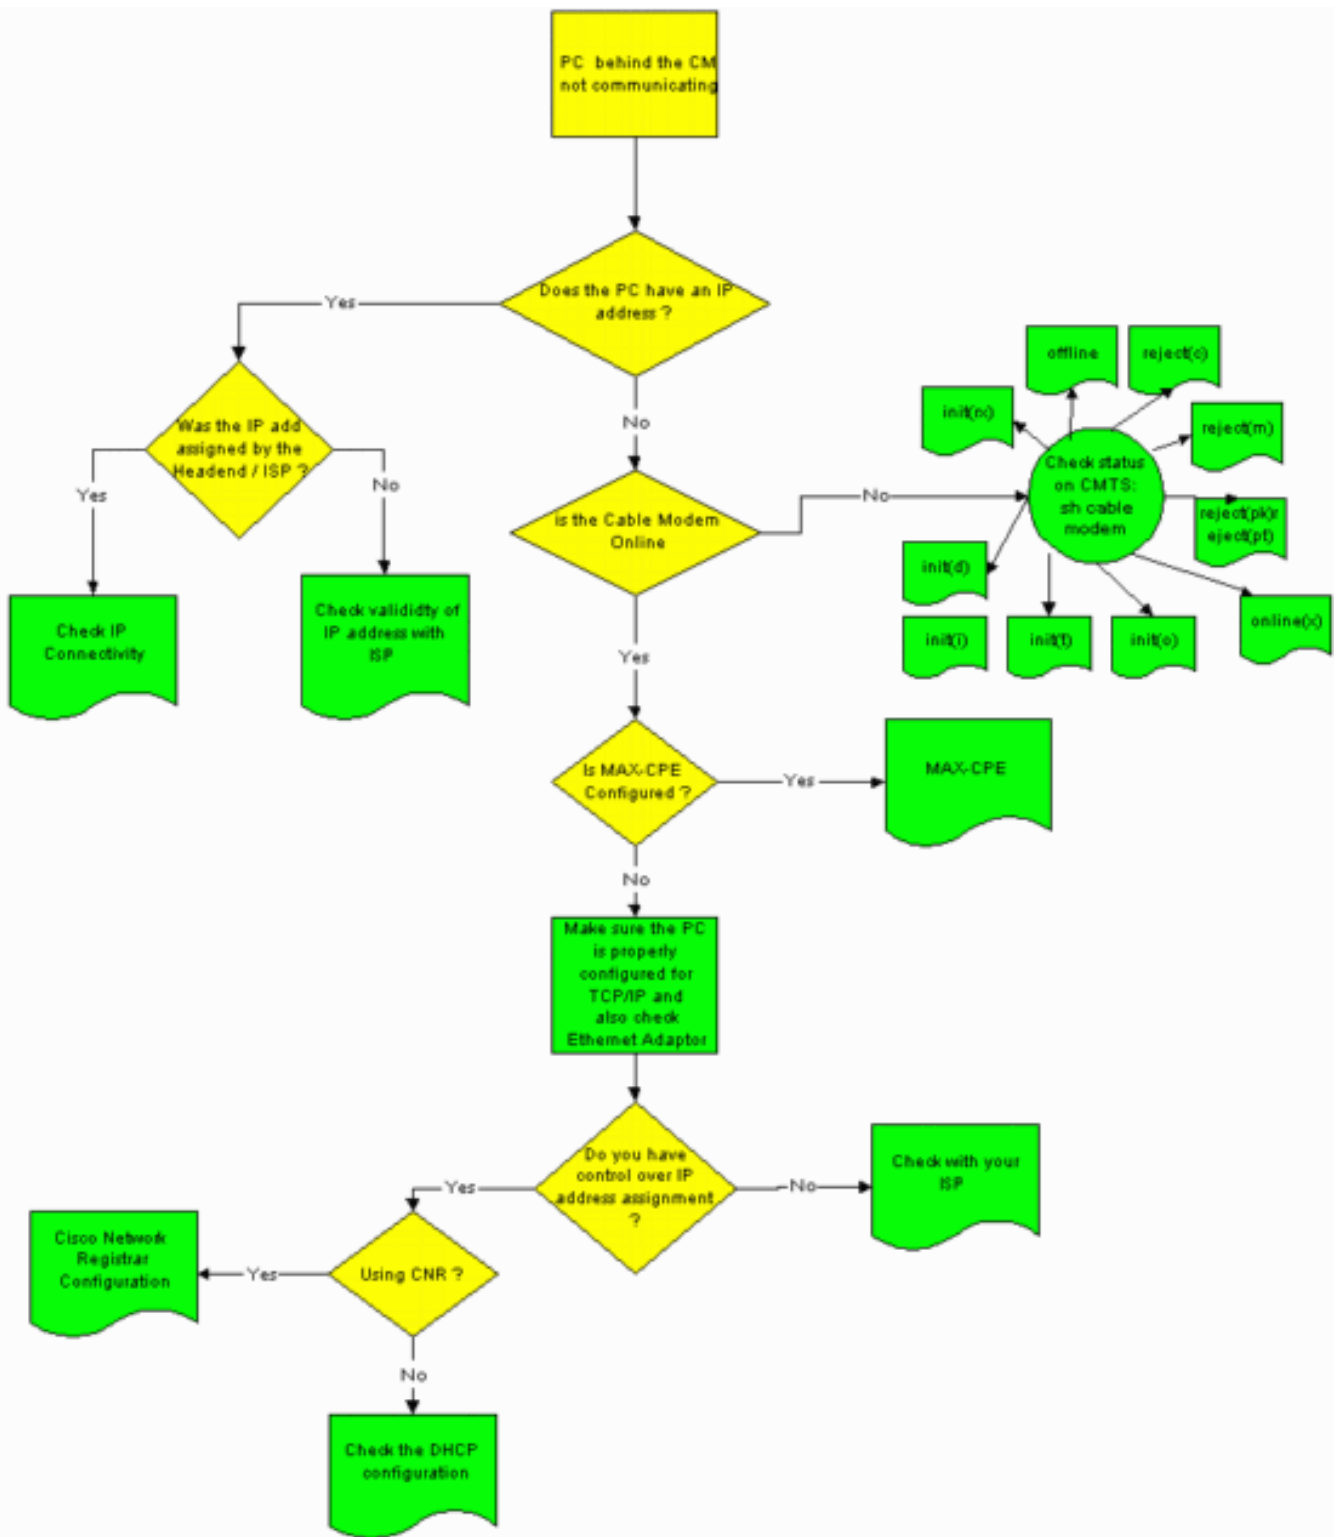 PC behind the CM
not communicating
Does the PC have an IP
address ?
Yes
No
Was the IP add
assigned by the
Headend / ISP ?
Yes
No
Check IP
Connectivity
Check valididty of
IP address with
ISP
is the Cable Modem
Online
No
Yes
offline
reject(c)
reject(m)
Check status
on CMTS:
sh cable
modem
reject(pk)r
eject(pt)
init(d)
init(i)
init(t)
init(o)
online(x)
Is MAX-CPE
Configured ?
Yes
MAX-CPE
No
Make sure the PC
is properly
configured for
TCP/IP and
also check
Ethernet Adaptor
Do you have
control over IP
address assignment
?
Yes
No
Check with your
ISP
Using CNR ?
Yes
Cisco Network
Registrar
Configuration
No
Check the DHCP
configuration